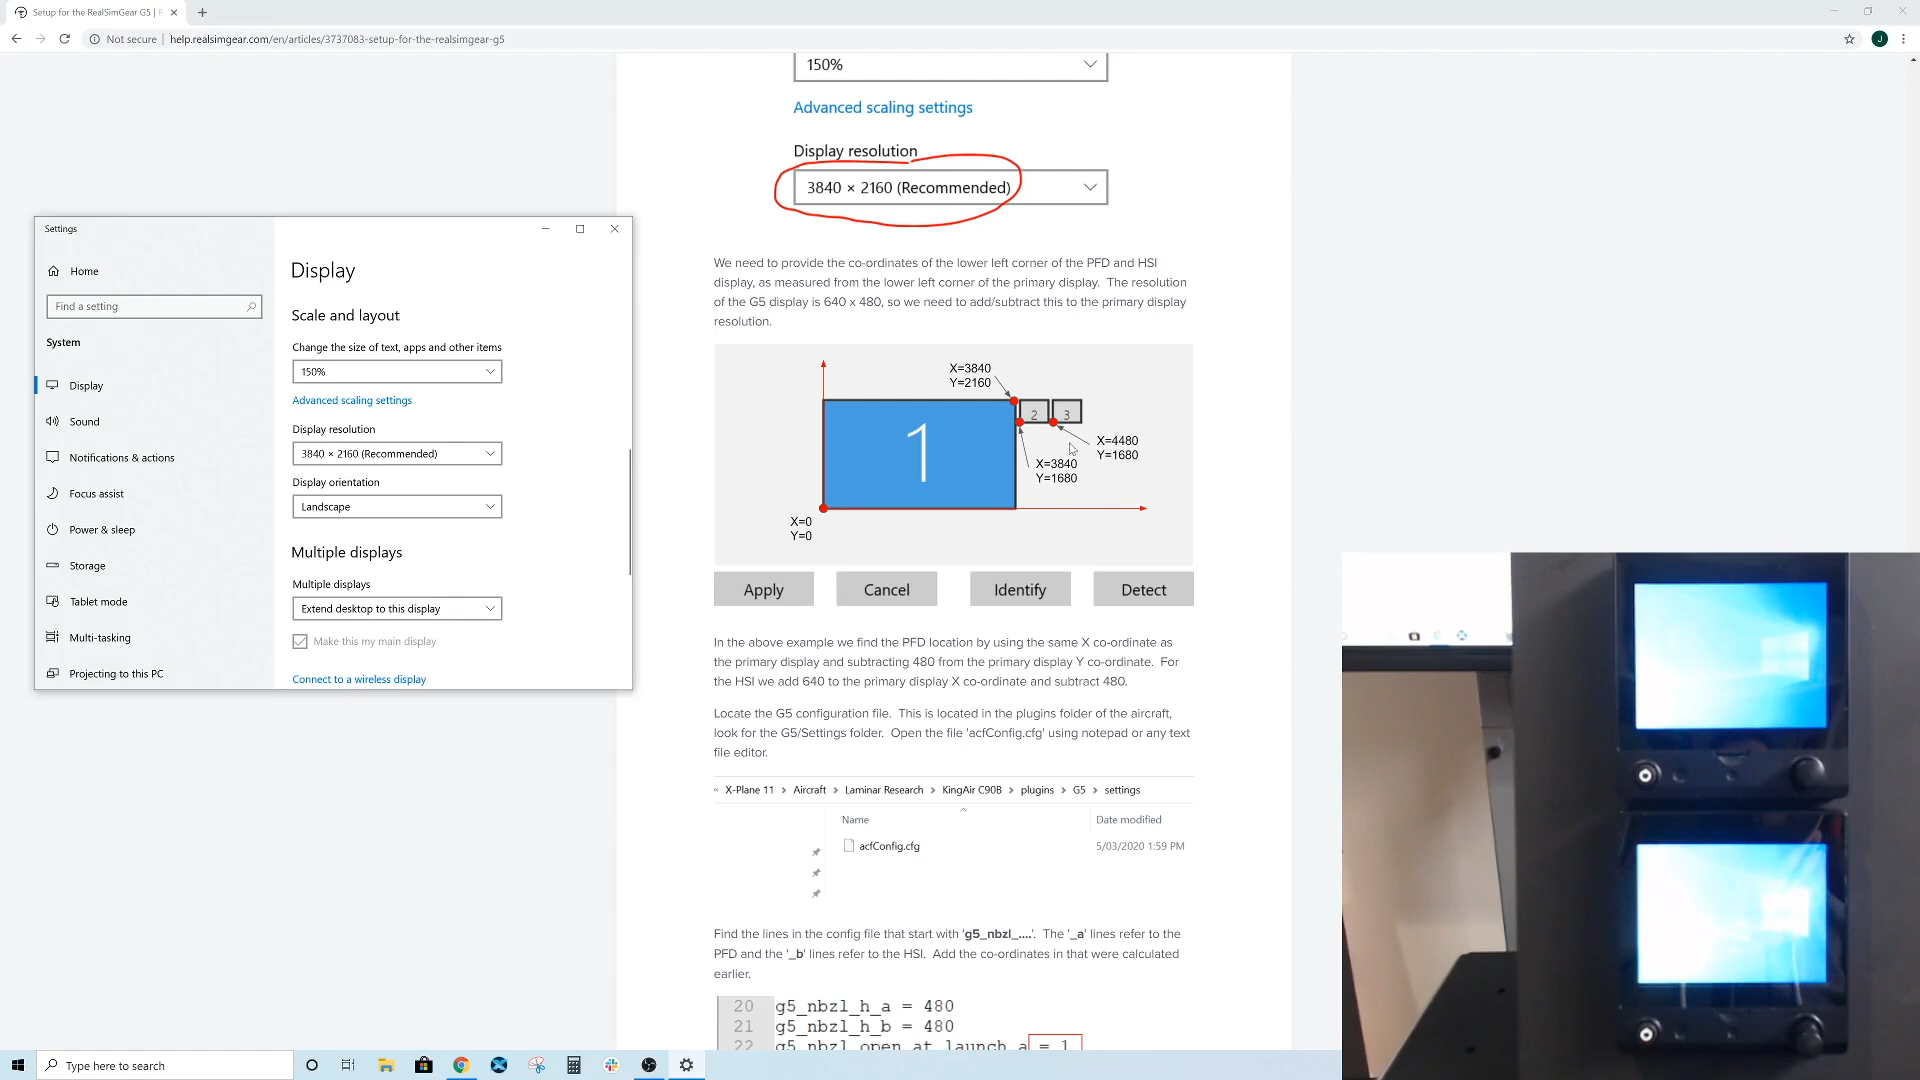 Setup for the RealSimGear G5 | R
Not secure
help.realsimgear.com/en/articles/3737083-setup-for-the-realsimgear-g5
J
150%
Advanced scaling settings
Display resolution
3840 × 2160 (Recommended)
We need to provide the co-ordinates of the lower left corner of the PFD and HSI
display, as measured from the lower left corner of the primary display. The resolution
of the G5 display is 640 x 480, so we need to add/subtract this to the primary display
resolution.
X=3840
Y=2160
1
2
3
X=4480
Y=1680
X=3840
Y=1680
X=0
Y=0
Apply
Cancel
Identify
Detect
In the above example we find the PFD location by using the same X co-ordinate as
the primary display and subtracting 480 from the primary display Y co-ordinate. For
the HSI we add 640 to the primary display X co-ordinate and subtract 480.
Locate the G5 configuration file. This is located in the plugins folder of the aircraft,
look for the G5/Settings folder. Open the file 'acfConfig.cfg' using notepad or any text
file editor.
« X-Plane 11 > Aircraft > Laminar Research > KingAir C90B > plugins > G5 > settings
Name
Date modified
acfConfig.cfg
5/03/2020 1:59 PM
Find the lines in the config file that start with 'g5_nbzl_....'. The '_a' lines refer to the
PFD and the '_b' lines refer to the HSI. Add the co-ordinates in that were calculated
earlier.
20 g5_nbzl_h_a = 480
21 g5_nbzl_h_b = 480
22 g5_nbzl_open_at_launch_a = 1
Settings
Home
Find a setting
System
Display
Sound
Notifications & actions
Focus assist
Power & sleep
Storage
Tablet mode
Multi-tasking
Projecting to this PC
Display
Scale and layout
Change the size of text, apps and other items
150%
Advanced scaling settings
Display resolution
3840 × 2160 (Recommended)
Display orientation
Landscape
Multiple displays
Multiple displays
Extend desktop to this display
Make this my main display
Connect to a wireless display
Type here to search